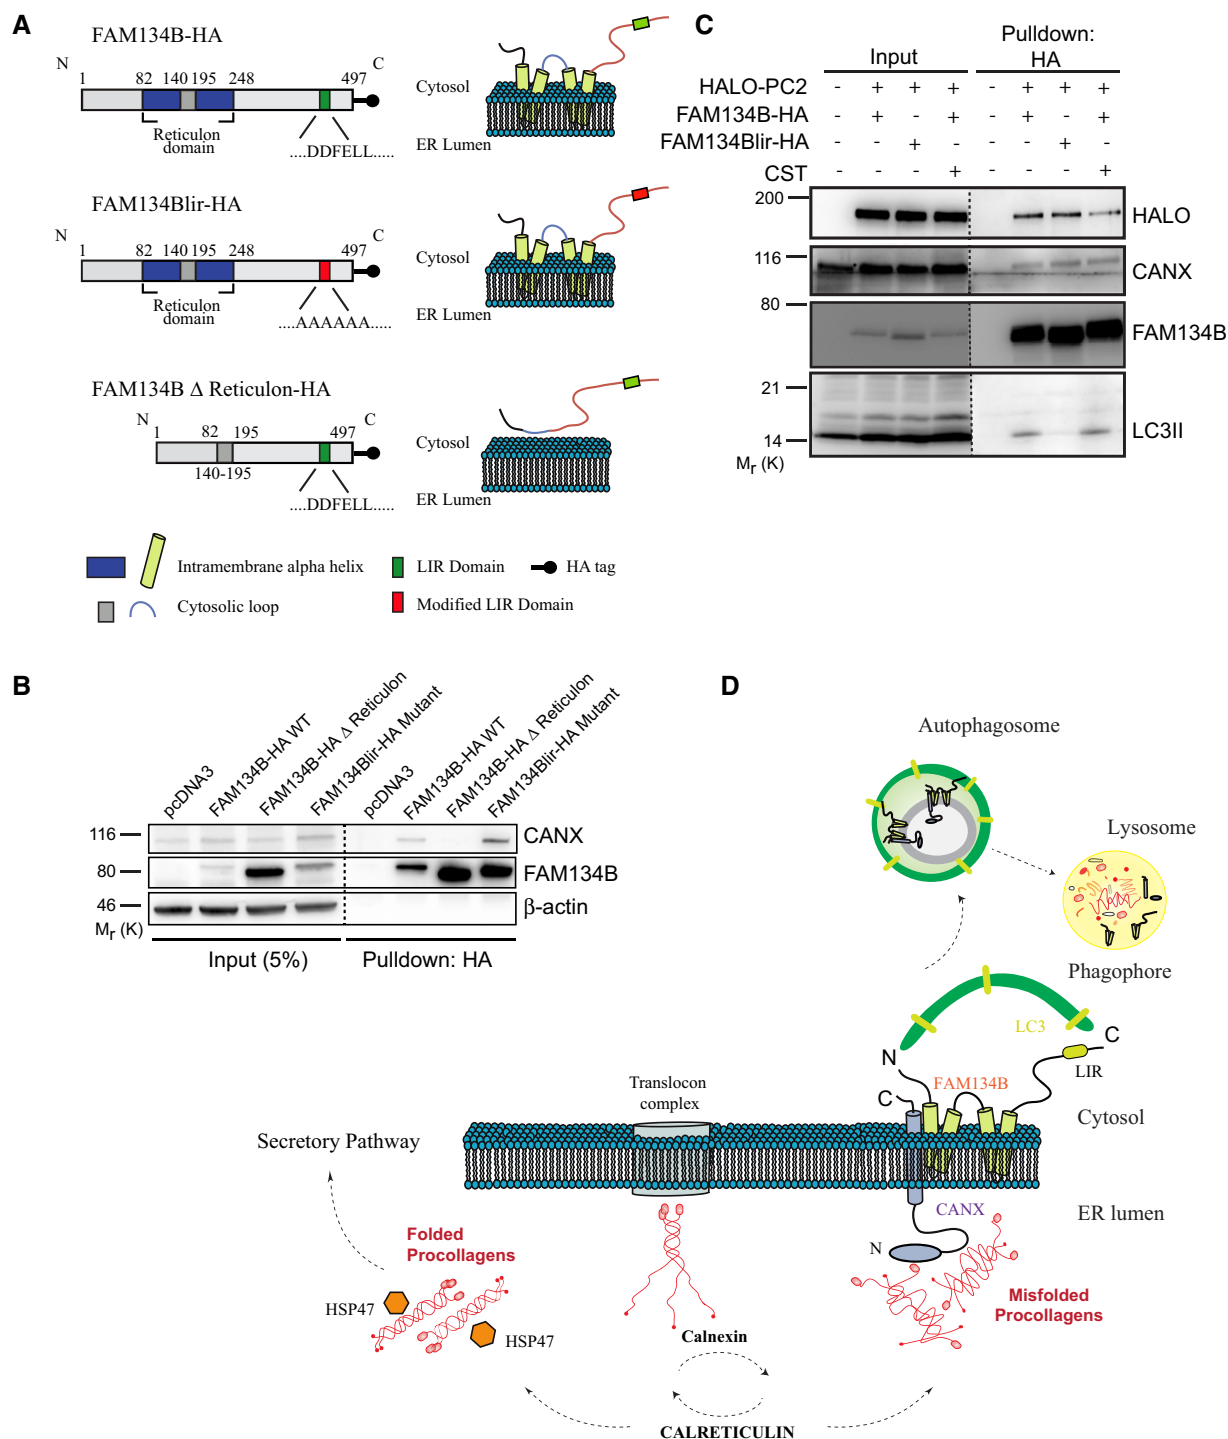 A
FAM134B-HA
N
C
1
82
140
195
248
497
Reticulon
domain
....DDFELL.....
Cytosol
ER Lumen
FAM134Blir-HA
N
C
1
82
140
195
248
497
Reticulon
domain
....AAAAAA.....
Cytosol
ER Lumen
FAM134B Δ Reticulon-HA
N
C
1
82
195
497
140-195
....DDFELL.....
Cytosol
ER Lumen
Intramembrane alpha helix
LIR Domain
HA tag
Cytosolic loop
Modified LIR Domain
C
Input
Pulldown:
HA
HALO-PC2 - + + + - + + +
FAM134B-HA - + - + - + - +
FAM134Blir-HA - - + - - - + -
CST - - - + - - - +
200
HALO
116
CANX
80
FAM134B
21
14
LC3II
Mr (K)
B
pcDNA3
FAM134B-HA WT
FAM134B-HA Δ Reticulon
FAM134Blir-HA Mutant
pcDNA3
FAM134B-HA WT
FAM134B-HA Δ Reticulon
FAM134Blir-HA Mutant
116
CANX
80
FAM134B
46
β-actin
Mr (K)
Input (5%)
Pulldown: HA
D
Autophagosome
Lysosome
Phagophore
LC3
N
C
LIR
FAM134B
C
Cytosol
Translocon
complex
Secretory Pathway
CANX
ER lumen
N
Folded
Procollagens
HSP47
HSP47
Misfolded
Procollagens
Calnexin
CALRETICULIN